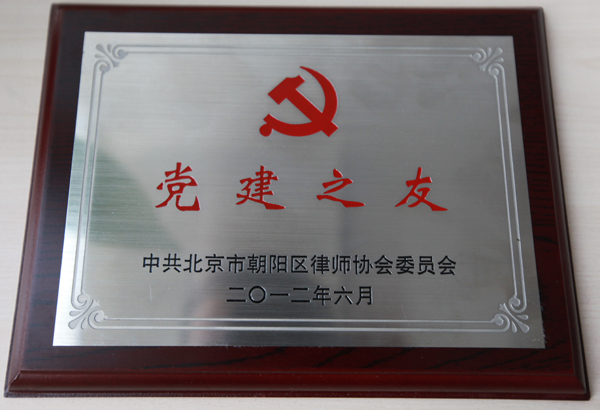 党建之友
中共北京市朝阳区律师协会委员会
二〇一二年六月